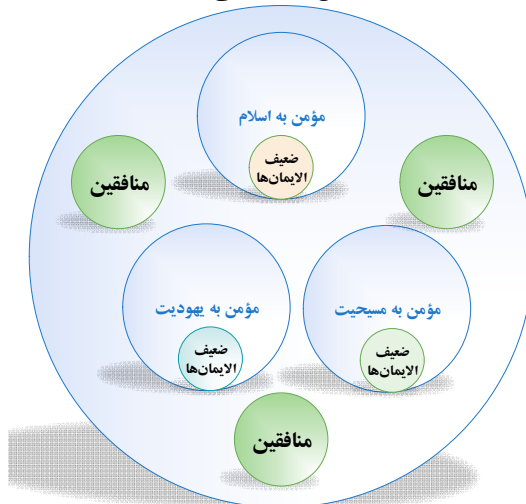 مؤمن به اسلام
ضعیف
الایمان‌ها
منافقین
منافقین
مؤمن به مسیحیت
مؤمن به یهودیت
ضعیف
الایمان‌ها
ضعیف
الایمان‌ها
منافقین